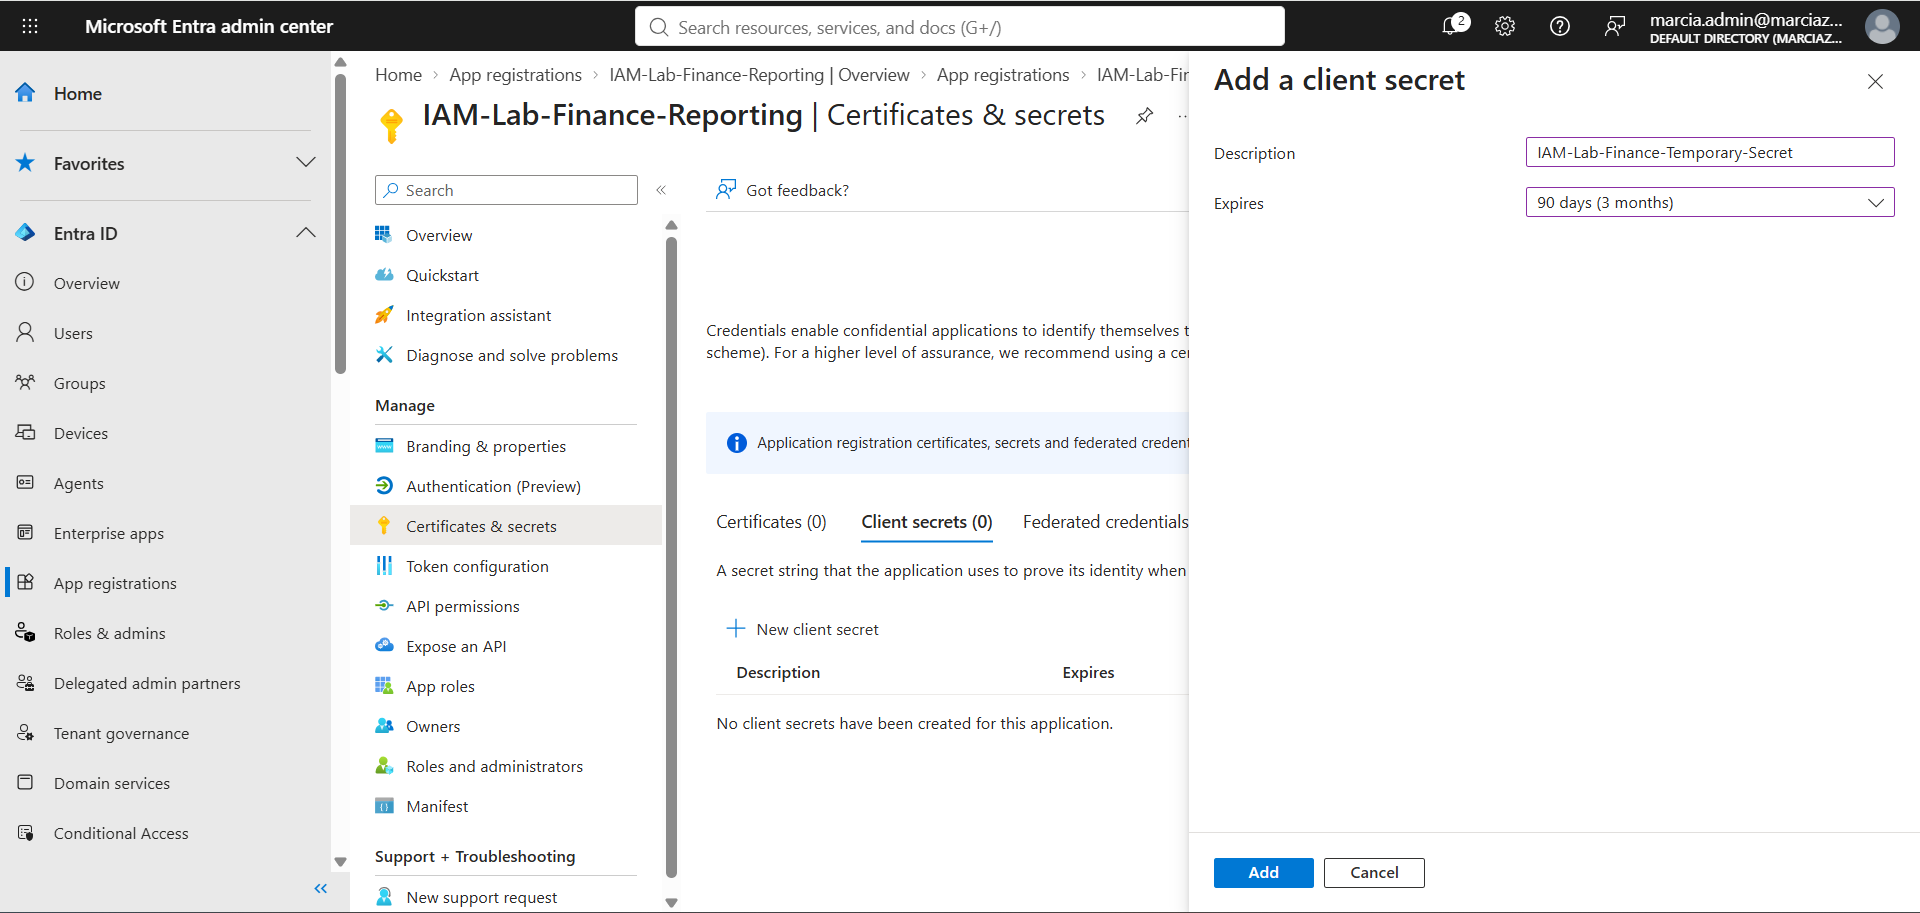 Microsoft Entra admin center
Search resources, services, and docs (G+/)
2
marcia.admin@marciaz...
DEFAULT DIRECTORY (MARCIAZ...
Home
Favorites
Entra ID
Overview
Users
Groups
Devices
Agents
Enterprise apps
App registrations
Roles & admins
Delegated admin partners
Tenant governance
Domain services
Conditional Access
Home > App registrations > IAM-Lab-Finance-Reporting | Overview > App registrations > IAM-Lab-Fin
IAM-Lab-Finance-Reporting | Certificates & secrets
Search
Overview
Quickstart
Integration assistant
Diagnose and solve problems
Manage
Branding & properties
Authentication (Preview)
Certificates & secrets
Token configuration
API permissions
Expose an API
App roles
Owners
Roles and administrators
Manifest
Support + Troubleshooting
New support request
Got feedback?
Credentials enable confidential applications to identify themselves t
scheme). For a higher level of assurance, we recommend using a cer
Application registration certificates, secrets and federated credent
Certificates (0)
Client secrets (0)
Federated credentials
A secret string that the application uses to prove its identity when
New client secret
Description
Expires
No client secrets have been created for this application.
Add a client secret
Description
IAM-Lab-Finance-Temporary-Secret
Expires
90 days (3 months)
Add
Cancel